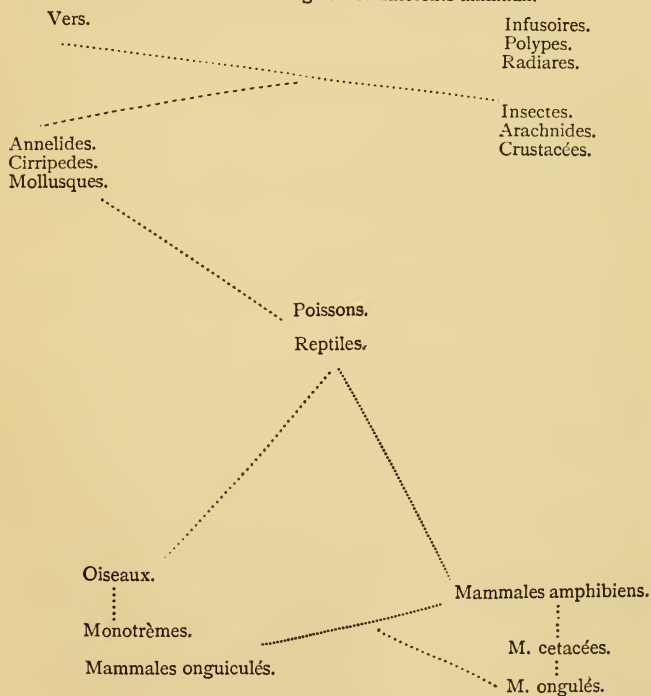 Vers.
Infusoires.
Polypes.
Radiares.
Insectes.
Arachnides.
Crustacées.
Annelides.
Cirripedes.
Mollusques.
Poissons.
Reptiles.
Oiseaux.
Monotrèmes.
Mammales onguiculés.
Mammales amphibiens.
M. cetacées.
M. ongulés.